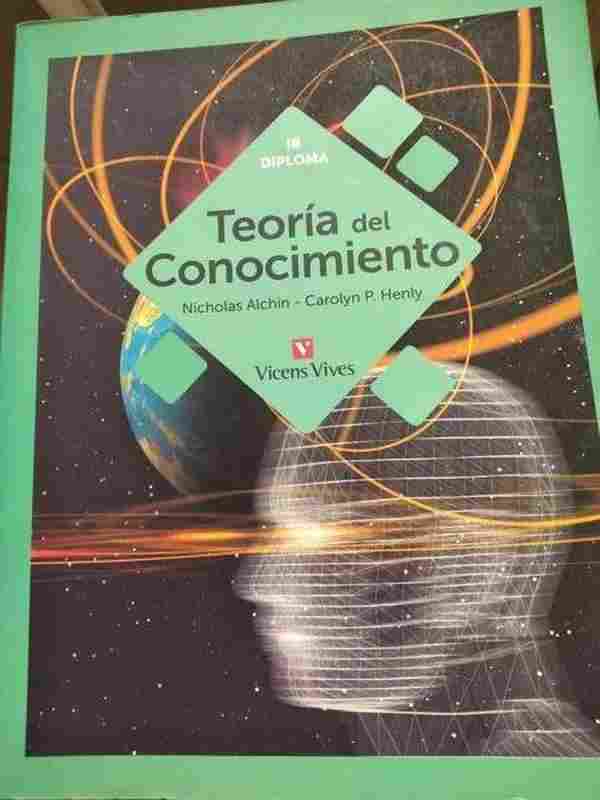 IB
DIPLOMA
Teoría del
Conocimiento
Nicholas Alchin - Carolyn P. Henly
V
Vicens Vives